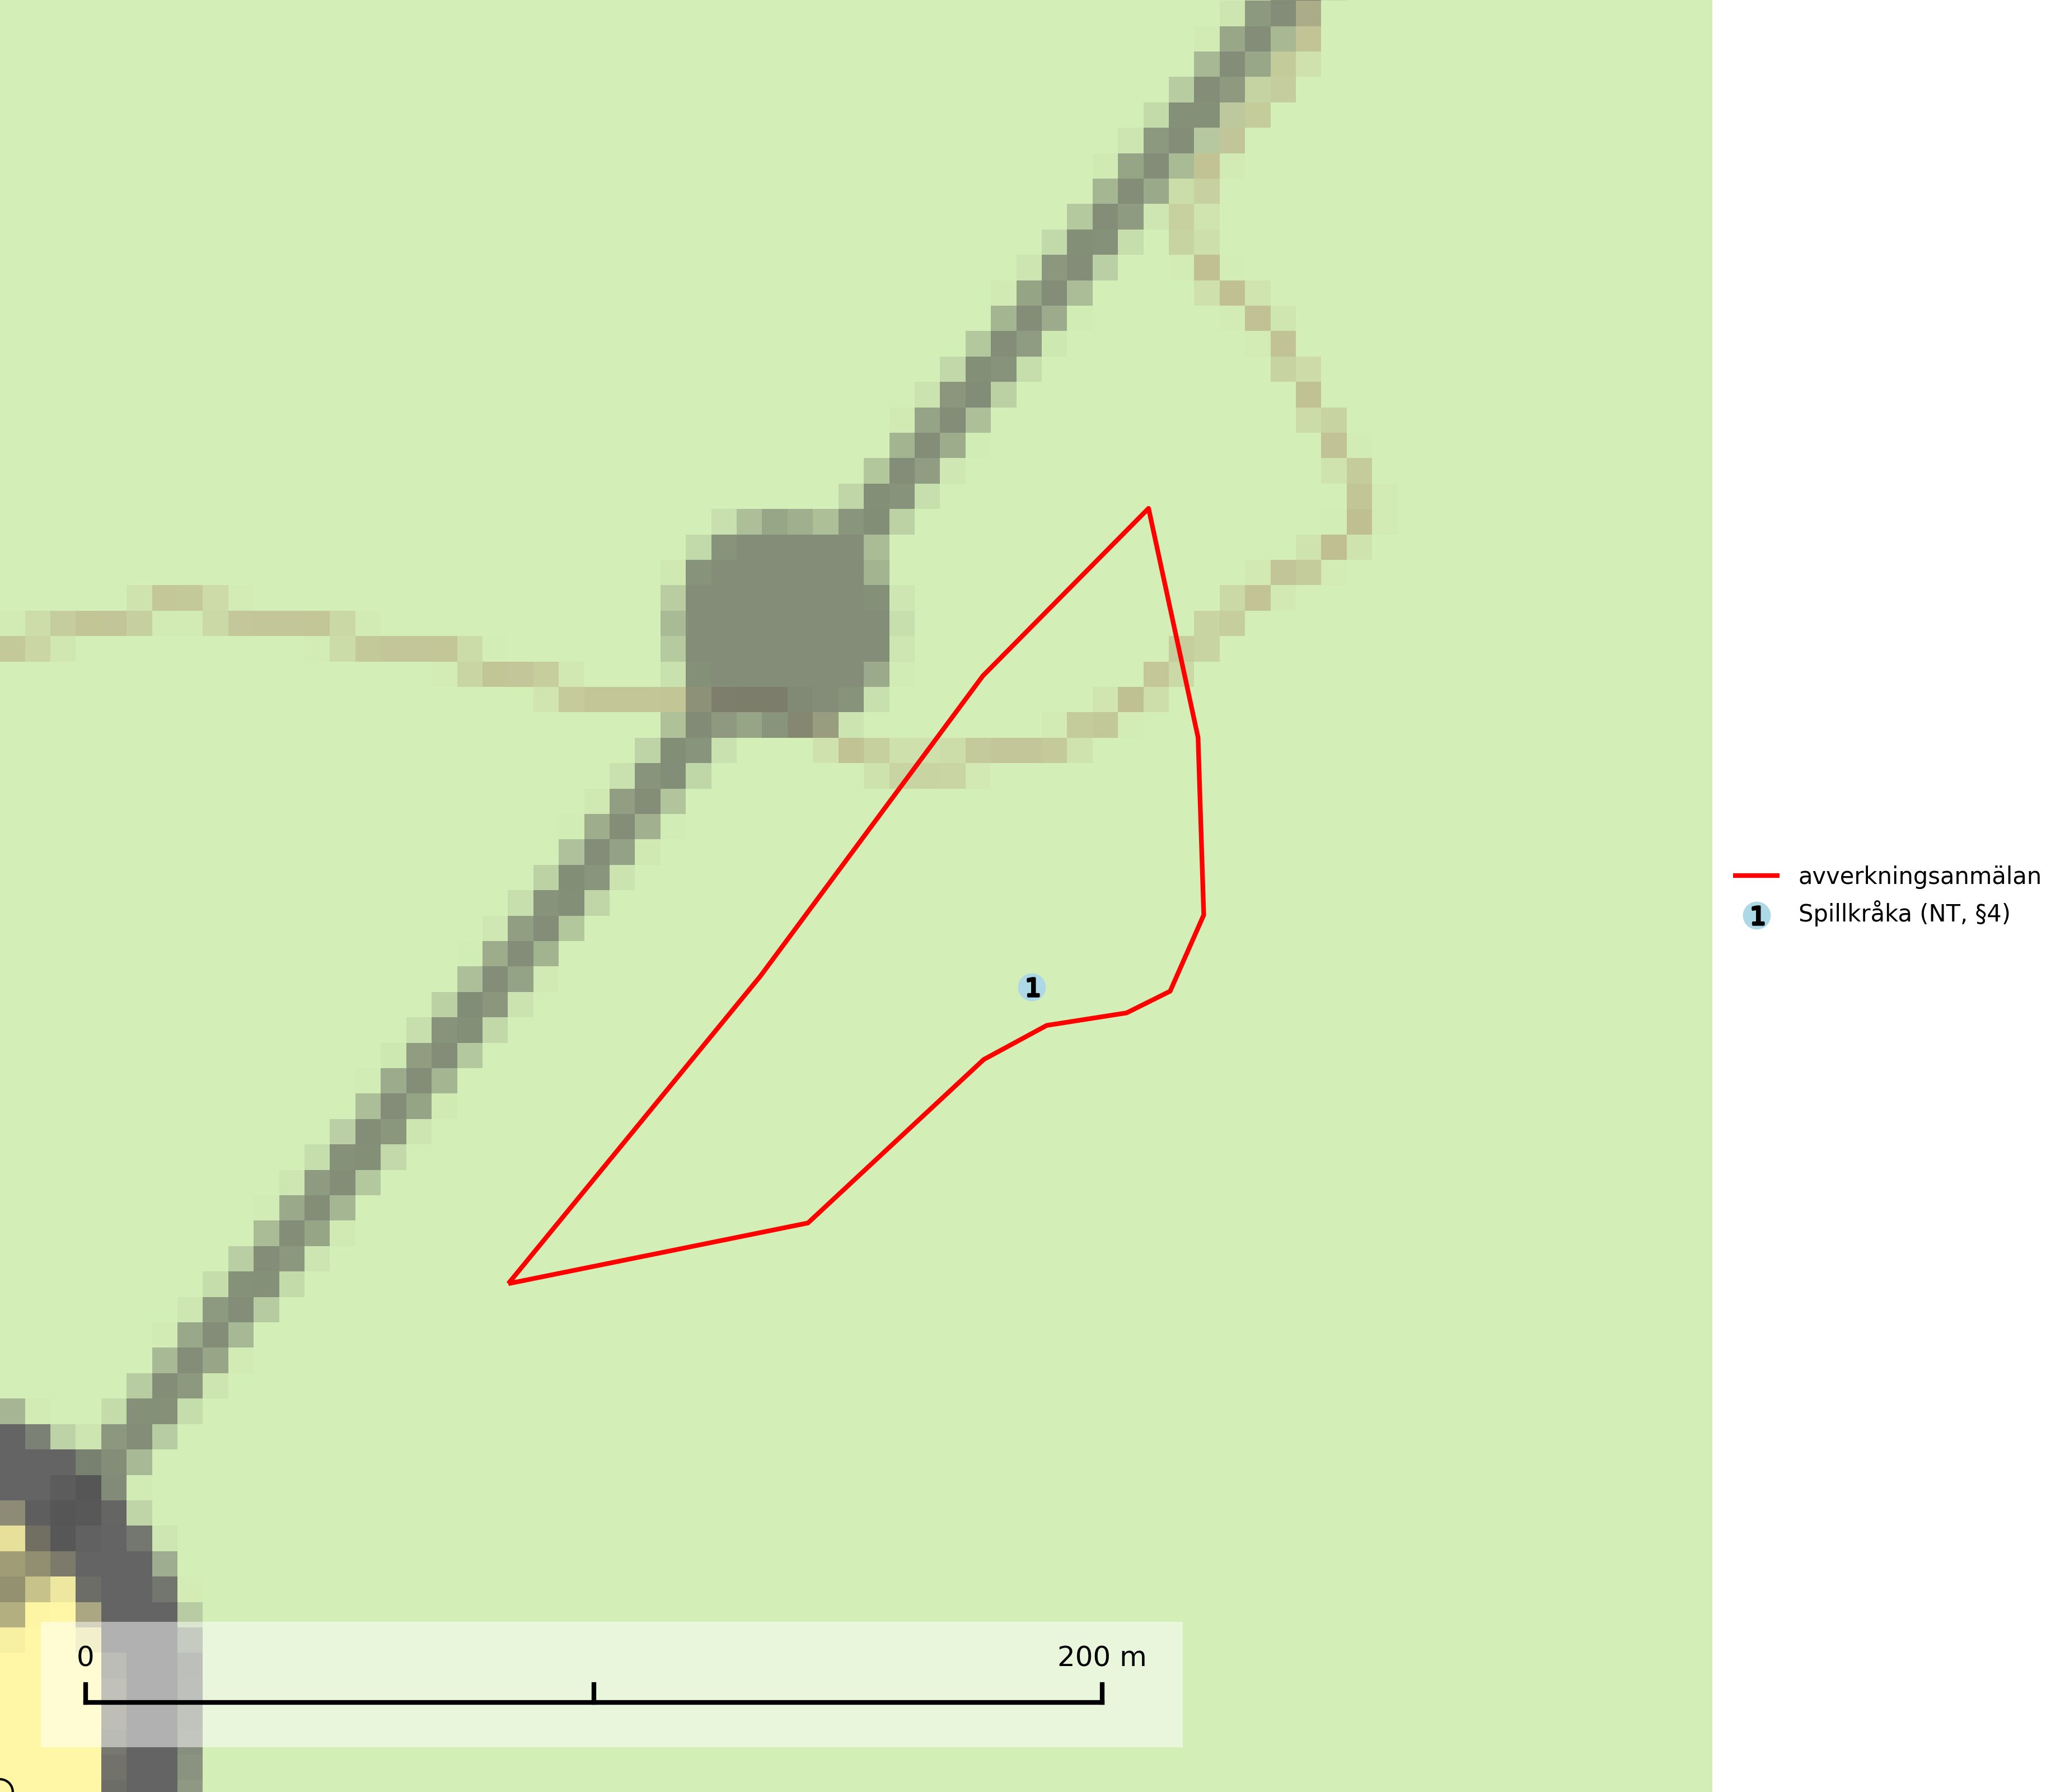 avverkningsanmälan
1 Spillkråka (NT, §4)
1
0 200 m